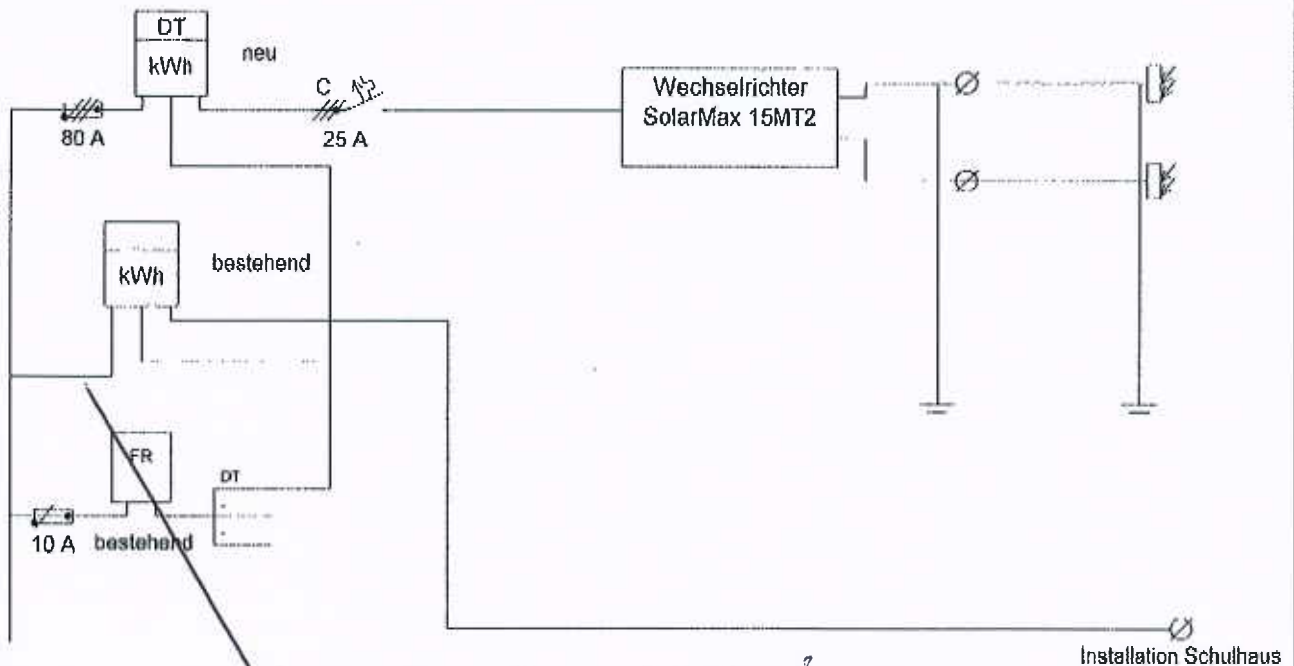 DT
kWh
neu
80 A
C
25 A
Wechselrichter
SolarMax 15MT2
kWh
bestehend
FR
DT
10 A
bestehend
Installation Schulhaus